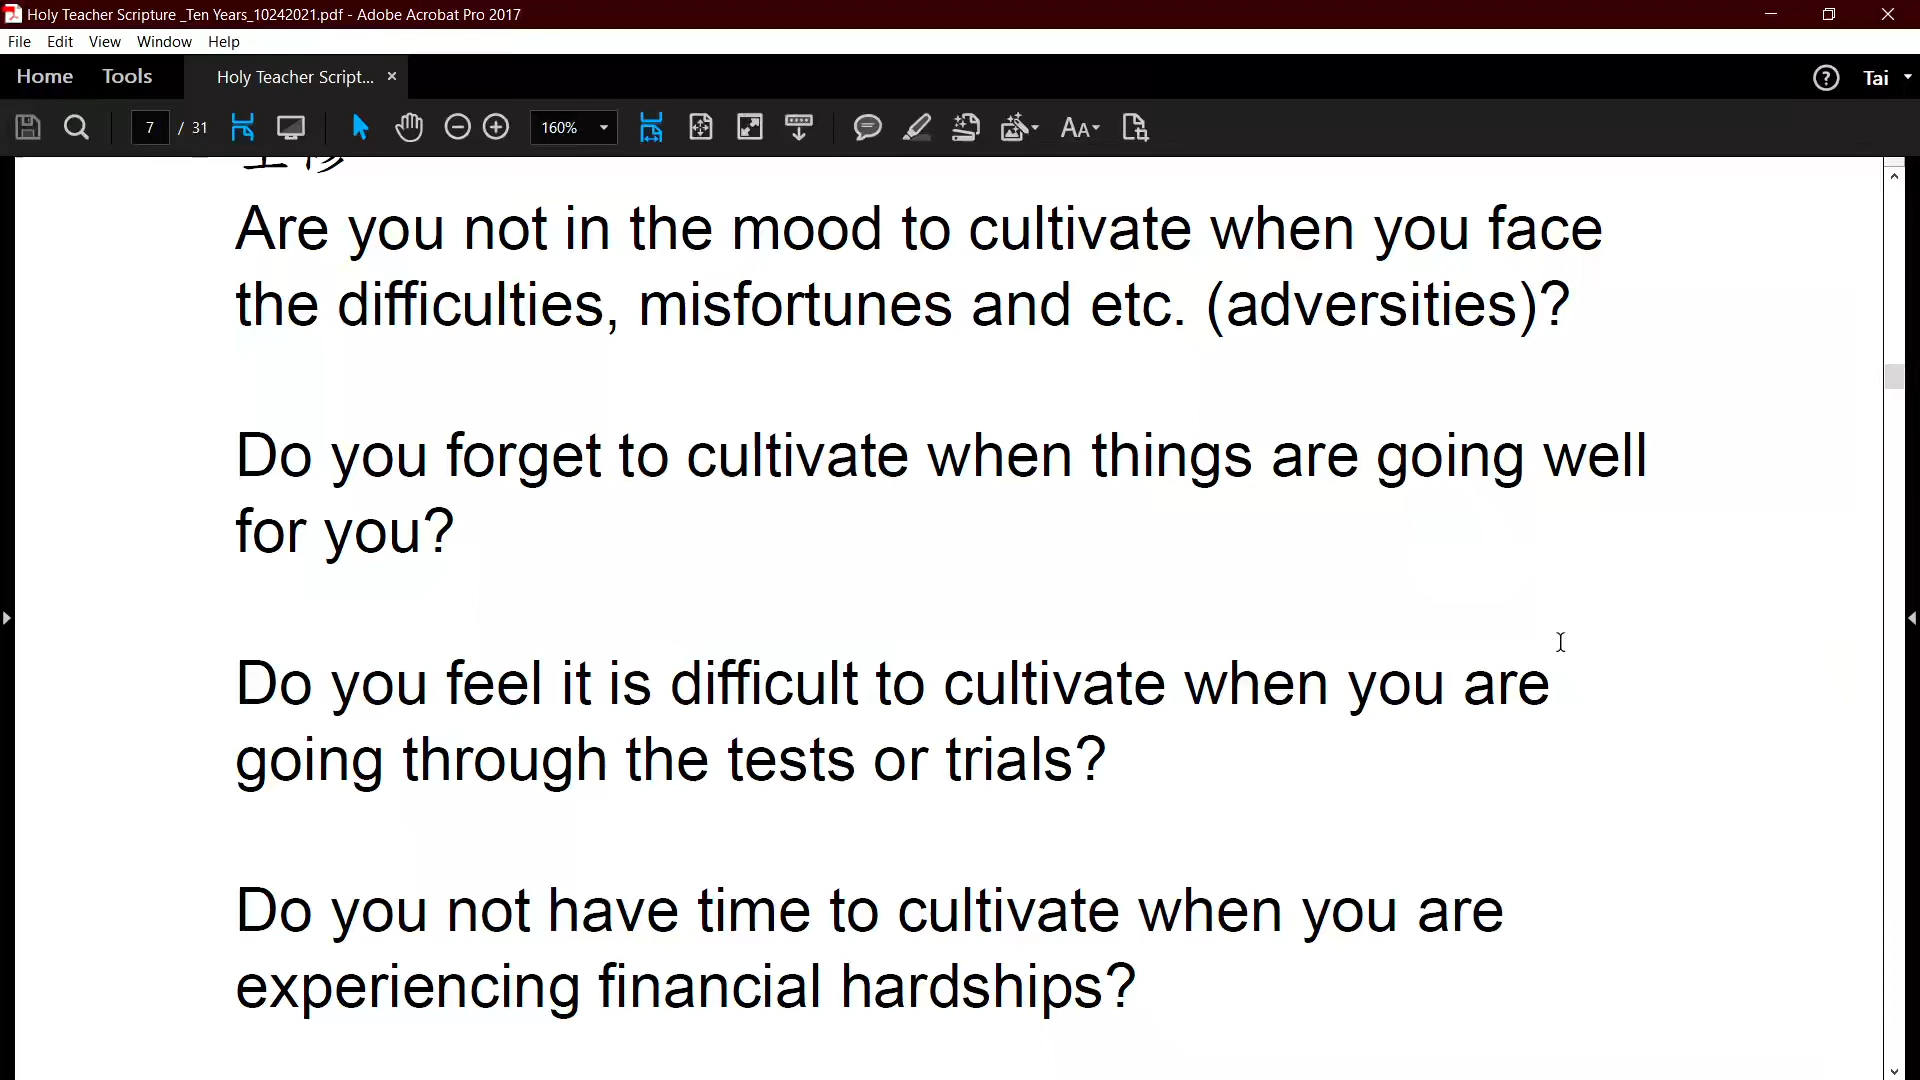 Holy Teacher Scripture _Ten Years_10242021.pdf - Adobe Acrobat Pro 2017
File Edit View Window Help
Home Tools Holy Teacher Script... × Tai
7 / 31 160%
Are you not in the mood to cultivate when you face
the difficulties, misfortunes and etc. (adversities)?
Do you forget to cultivate when things are going well
for you?
Do you feel it is difficult to cultivate when you are
going through the tests or trials?
Do you not have time to cultivate when you are
experiencing financial hardships?